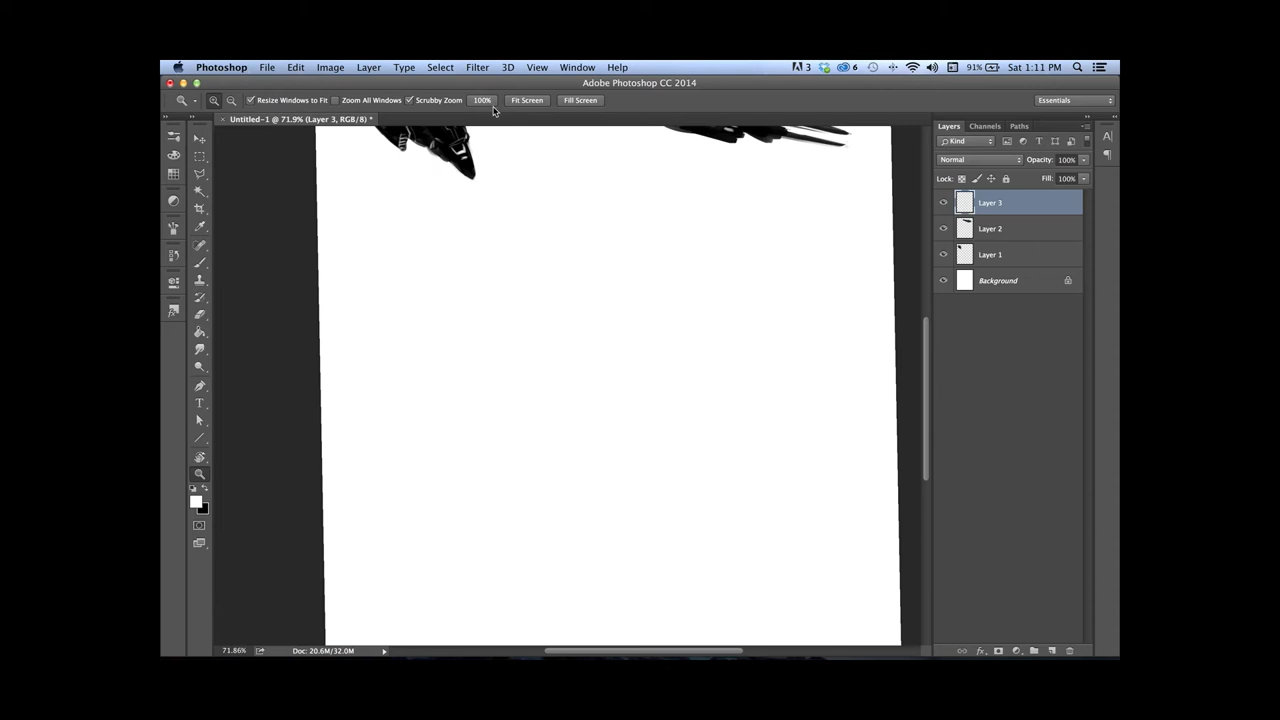 Photoshop File Edit Image Layer Type Select Filter 3D View Window Help 3 6 91% Sat 1:11 PM
Adobe Photoshop CC 2014
Resize Windows to Fit Zoom All Windows Scrubby Zoom 100% Fit Screen Fill Screen Essentials
× Untitled-1 @ 71.9% (Layer 3, RGB/8) *
Layers Channels Paths
Kind
Normal Opacity: 100%
Lock: Fill: 100%
Layer 3
Layer 2
Layer 1
Background
71.86% Doc: 20.6M/32.0M